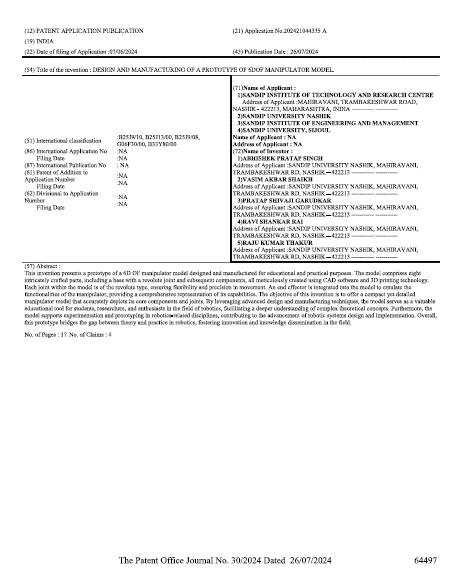 (12) PATENT APPLICATION PUBLICATION
(21) Application No.202421044335 A
(19) INDIA
(22) Date of filing of Application :07/06/2024
(43) Publication Date : 26/07/2024
(54) Title of the invention : DESIGN AND MANUFACTURING OF A PROTOTYPE OF 6DOF MANIPULATOR MODEL.
(51) International classification
:B25J9/10, B25J13/00, B25J9/08,
G06F30/00, B33Y80/00
(86) International Application No :NA
Filing Date :NA
(87) International Publication No : NA
(61) Patent of Addition to
Application Number :NA
Filing Date :NA
(62) Divisional to Application
Number :NA
Filing Date :NA
(71)Name of Applicant :
1)SANDIP INSTITUTE OF TECHNOLOGY AND RESEARCH CENTRE
Address of Applicant :MAHIRAVANI, TRAMBAKESHWAR ROAD,
NASHIK - 422213, MAHARASHTRA, INDIA ----------- -----------
2)SANDIP UNIVERSITY NASHIK
3)SANDIP INSTITUTE OF ENGINEERING AND MANAGEMENT
4)SANDIP UNIVERSITY, SIJOUL
Name of Applicant : NA
Address of Applicant : NA
(72)Name of Inventor :
1)ABHISHEK PRATAP SINGH
Address of Applicant :SANDIP UNIVERSITY NASHIK, MAHIRAVANI,
TRAMBAKESHWAR RD, NASHIK—422213 ----------- -----------
2)VASIM AKBAR SHAIKH
Address of Applicant :SANDIP UNIVERSITY NASHIK, MAHIRAVANI,
TRAMBAKESHWAR RD, NASHIK—422213 ----------- -----------
3)PRATAP SHIVAJI GARUDKAR
Address of Applicant :SANDIP UNIVERSITY NASHIK, MAHIRAVANI,
TRAMBAKESHWAR RD, NASHIK—422213 ----------- -----------
4)RAVI SHANKAR RAI
Address of Applicant :SANDIP UNIVERSITY NASHIK, MAHIRAVANI,
TRAMBAKESHWAR RD, NASHIK—422213 ----------- -----------
5)RAJU KUMAR THAKUR
Address of Applicant :SANDIP UNIVERSITY NASHIK, MAHIRAVANI,
TRAMBAKESHWAR RD, NASHIK—422213 ----------- -----------
(57) Abstract :
This invention presents a prototype of a 6D OF manipulator model designed and manufactured for educational and practical purposes. The model comprises eight
intricately crafted parts, including a base with a revolute joint and subsequent joints, all meticulously created using CAD software and 3D printing technology.
Each joint within the model is of the revolute type, ensuring flexibility and precision in movement. An end effector is integrated into the model to emulate the
functionalities of the manipulator, providing a comprehensive representation of its capabilities. The objective of this invention is to offer a compact yet detailed
manipulator model that accurately depicts its core components and joints. By leveraging advanced design and manufacturing techniques, the model serves as a valuable
educational tool for students, researchers, and enthusiasts in the field of robotics, facilitating a deeper understanding of complex theoretical concepts. Furthermore, the
model supports experimentation and prototyping in robotics-related disciplines, contributing to the advancement of robotic systems design and implementation. Overall,
this prototype bridges the gap between theory and practice in robotics, fostering innovation and knowledge dissemination in the field.
No. of Pages : 17 No. of Claims : 4
The Patent Office Journal No. 30/2024 Dated 26/07/2024
64497